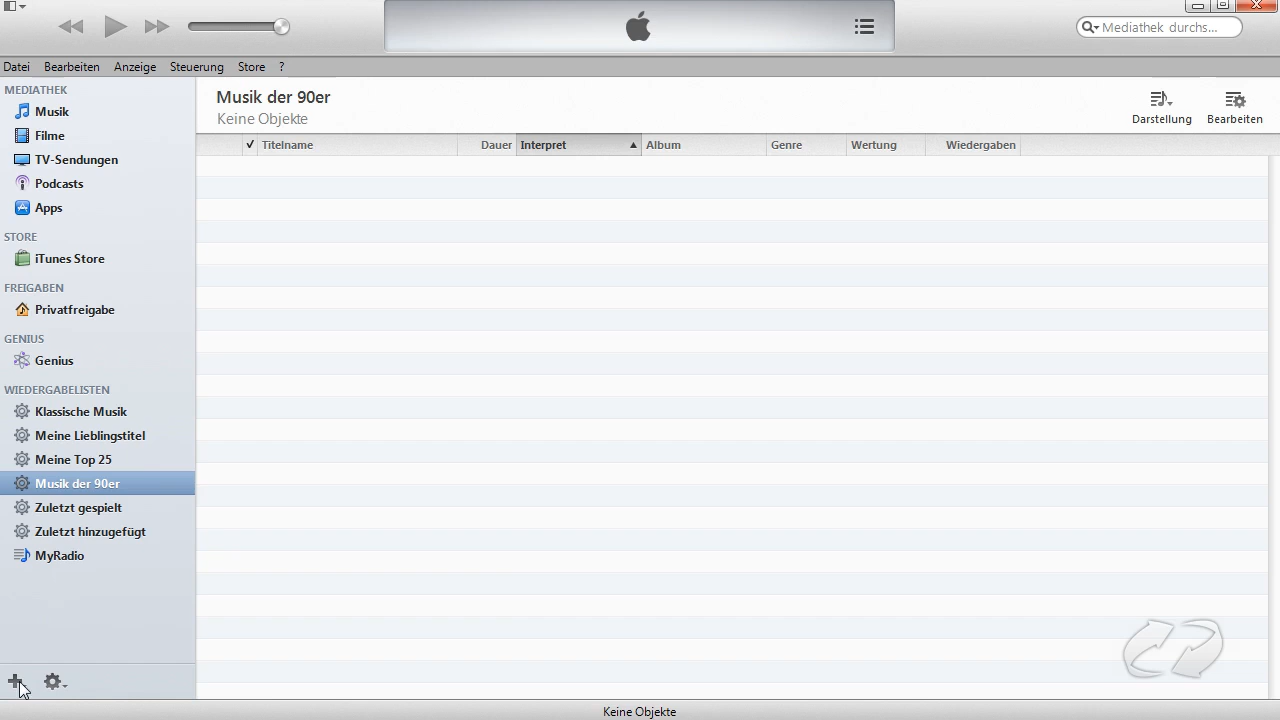 Mediathek durchs...
Datei Bearbeiten Anzeige Steuerung Store ?
MEDIATHEK
Musik
Filme
TV-Sendungen
Podcasts
Apps
STORE
iTunes Store
FREIGABEN
Privatfreigabe
GENIUS
Genius
WIEDERGABELISTEN
Klassische Musik
Meine Lieblingstitel
Meine Top 25
Musik der 90er
Zuletzt gespielt
Zuletzt hinzugefügt
MyRadio
Musik der 90er
Keine Objekte
Darstellung Bearbeiten
✓ Titelname Dauer Interpret Album Genre Wertung Wiedergaben
Keine Objekte